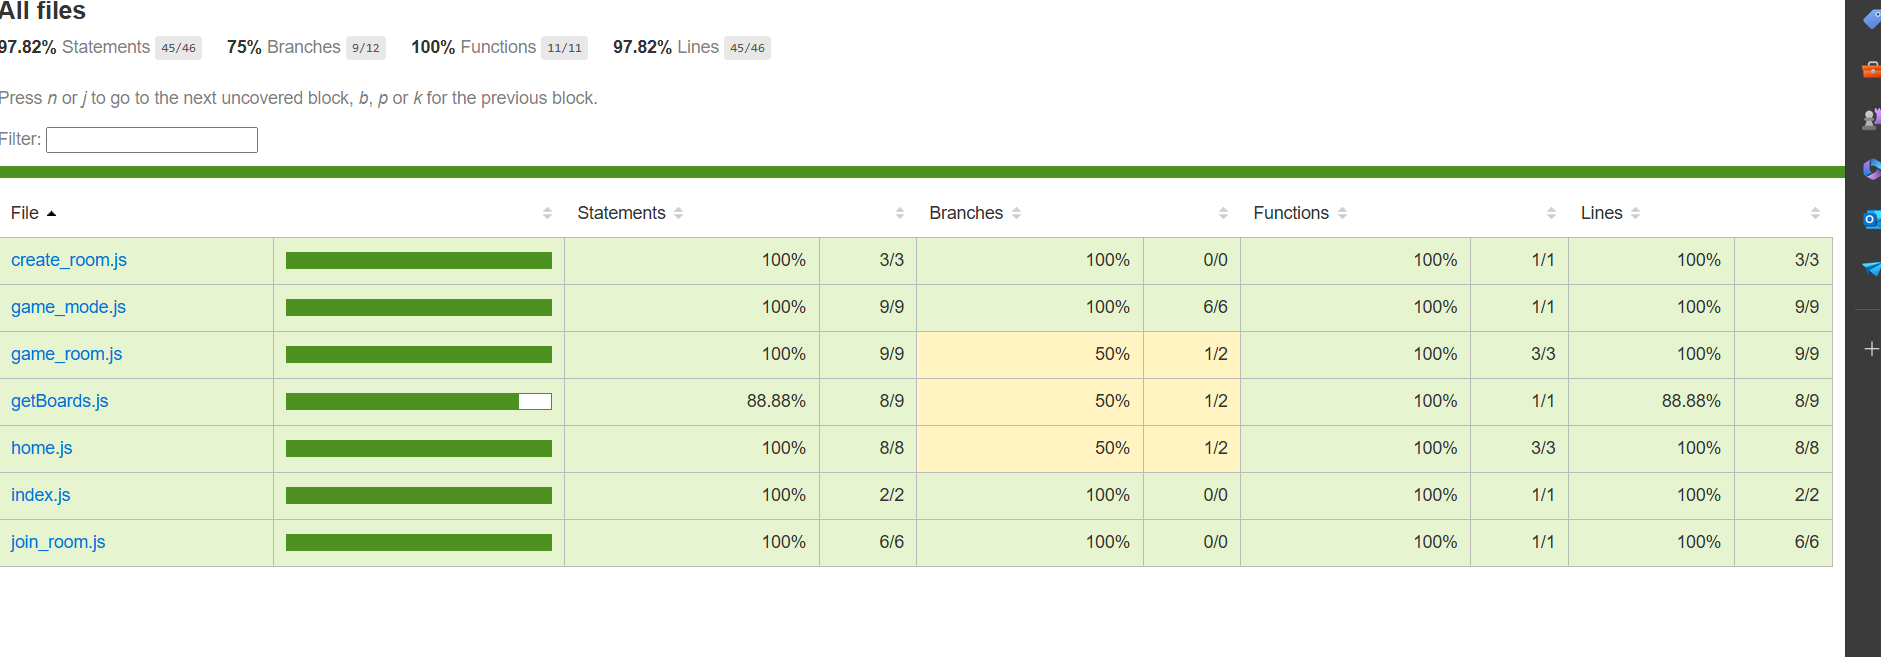 All files
97.82% Statements 45/46 75% Branches 9/12 100% Functions 11/11 97.82% Lines 45/46
Press n or j to go to the next uncovered block, b, p or k for the previous block.
Filter:
File Statements Branches Functions Lines
create_room.js 100% 3/3 100% 0/0 100% 1/1 100% 3/3
game_mode.js 100% 9/9 100% 6/6 100% 1/1 100% 9/9
game_room.js 100% 9/9 50% 1/2 100% 3/3 100% 9/9
getBoards.js 88.88% 8/9 50% 1/2 100% 1/1 88.88% 8/9
home.js 100% 8/8 50% 1/2 100% 3/3 100% 8/8
index.js 100% 2/2 100% 0/0 100% 1/1 100% 2/2
join_room.js 100% 6/6 100% 0/0 100% 1/1 100% 6/6